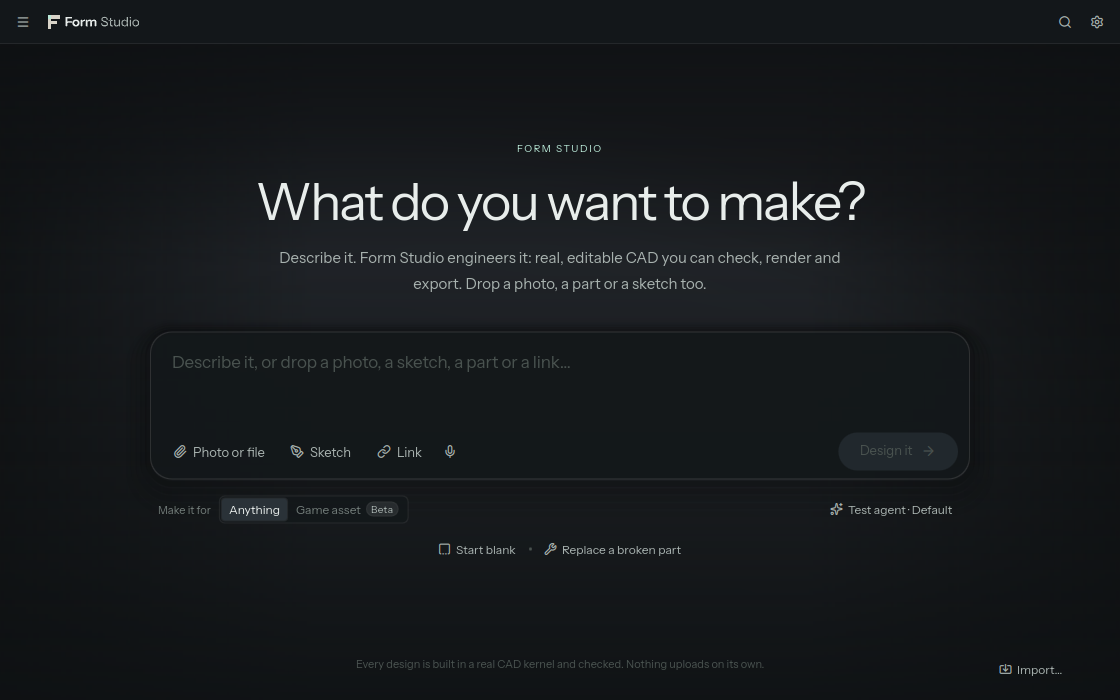 Form Studio
FORM STUDIO
What do you want to make?
Describe it. Form Studio engineers it: real, editable CAD you can check, render and
export. Drop a photo, a part or a sketch too.
Describe it, or drop a photo, a sketch, a part or a link...
Photo or file Sketch Link Design it
Make it for Anything Game asset Beta Test agent · Default
Start blank • Replace a broken part
Every design is built in a real CAD kernel and checked. Nothing uploads on its own.
Import...